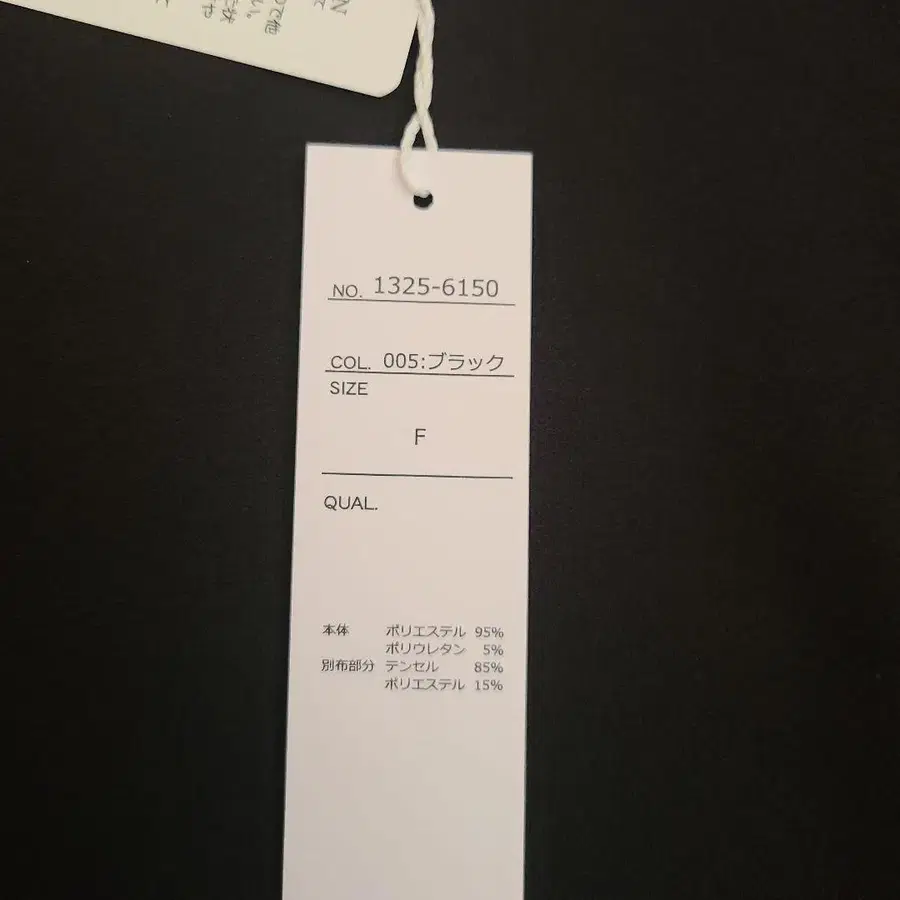 NO. 1325-6150
COL. 005:ブラック
SIZE
F
QUAL.
本体 ポリエステル 95%
ポリウレタン 5%
別布部分 テンセル 85%
ポリエステル 15%